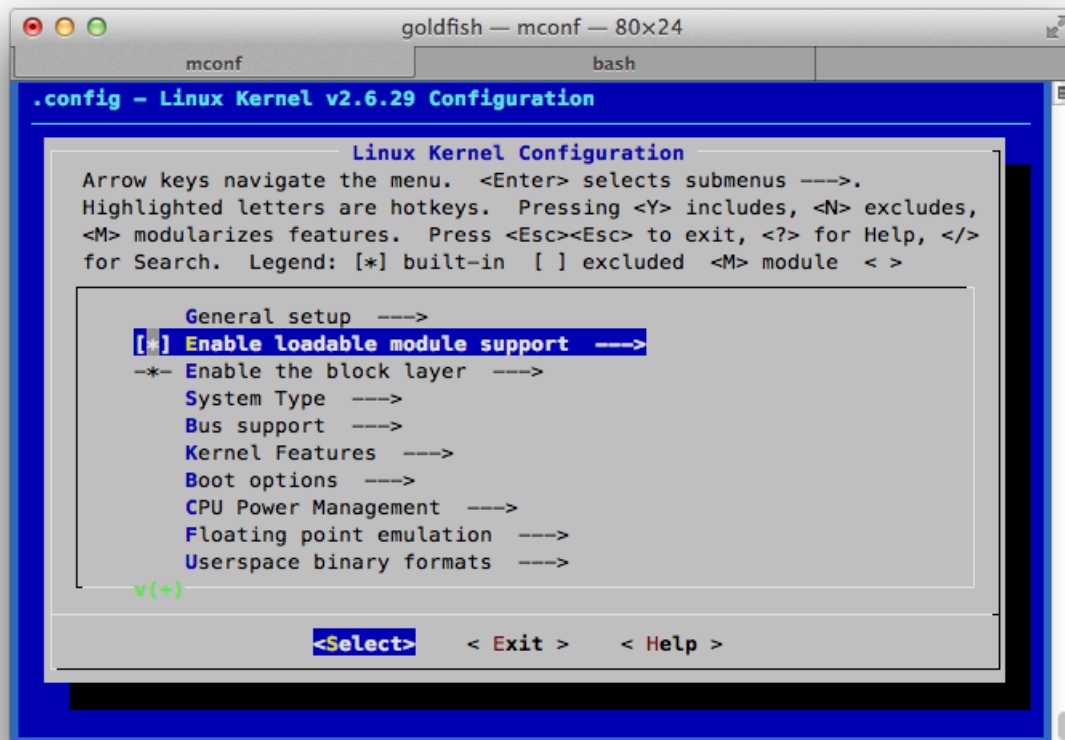 goldfish — mconf — 80×24
mconf bash
.config – Linux Kernel v2.6.29 Configuration
Linux Kernel Configuration
Arrow keys navigate the menu.  <Enter> selects submenus --->.
Highlighted letters are hotkeys.  Pressing <Y> includes, <N> excludes,
<M> modularizes features.  Press <Esc><Esc> to exit, <?> for Help, </>
for Search.  Legend: [*] built-in  [ ] excluded  <M> module  < >
General setup  --->
[*] Enable loadable module support  --->
-*- Enable the block layer  --->
System Type  --->
Bus support  --->
Kernel Features  --->
Boot options  --->
CPU Power Management  --->
Floating point emulation  --->
Userspace binary formats  --->
v(+)
<Select>    < Exit >    < Help >